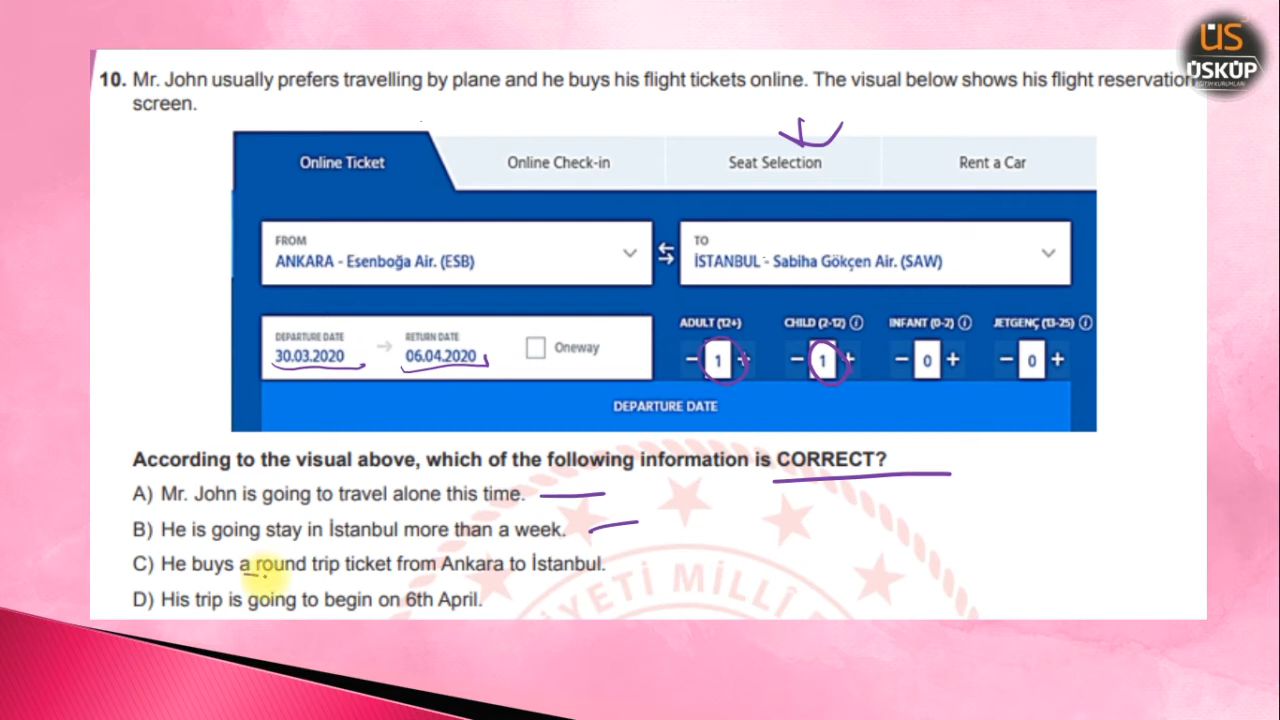 ÜS
ÜSKÜP
EĞİTİM KURUMLARI
10. Mr. John usually prefers travelling by plane and he buys his flight tickets online. The visual below shows his flight reservation
screen.
Online Ticket Online Check-in Seat Selection Rent a Car
FROM
ANKARA - Esenboğa Air. (ESB)
TO
İSTANBUL - Sabiha Gökçen Air. (SAW)
DEPARTURE DATE
30.03.2020
RETURN DATE
06.04.2020
Oneway
ADULT (12+) CHILD (2-12) INFANT (0-2) JETGENÇ (13-25)
- 1 + - 1 + - 0 + - 0 +
DEPARTURE DATE
According to the visual above, which of the following information is CORRECT?
A) Mr. John is going to travel alone this time.
B) He is going stay in İstanbul more than a week.
C) He buys a round trip ticket from Ankara to İstanbul.
D) His trip is going to begin on 6th April.
İYETİ MİLLÎ